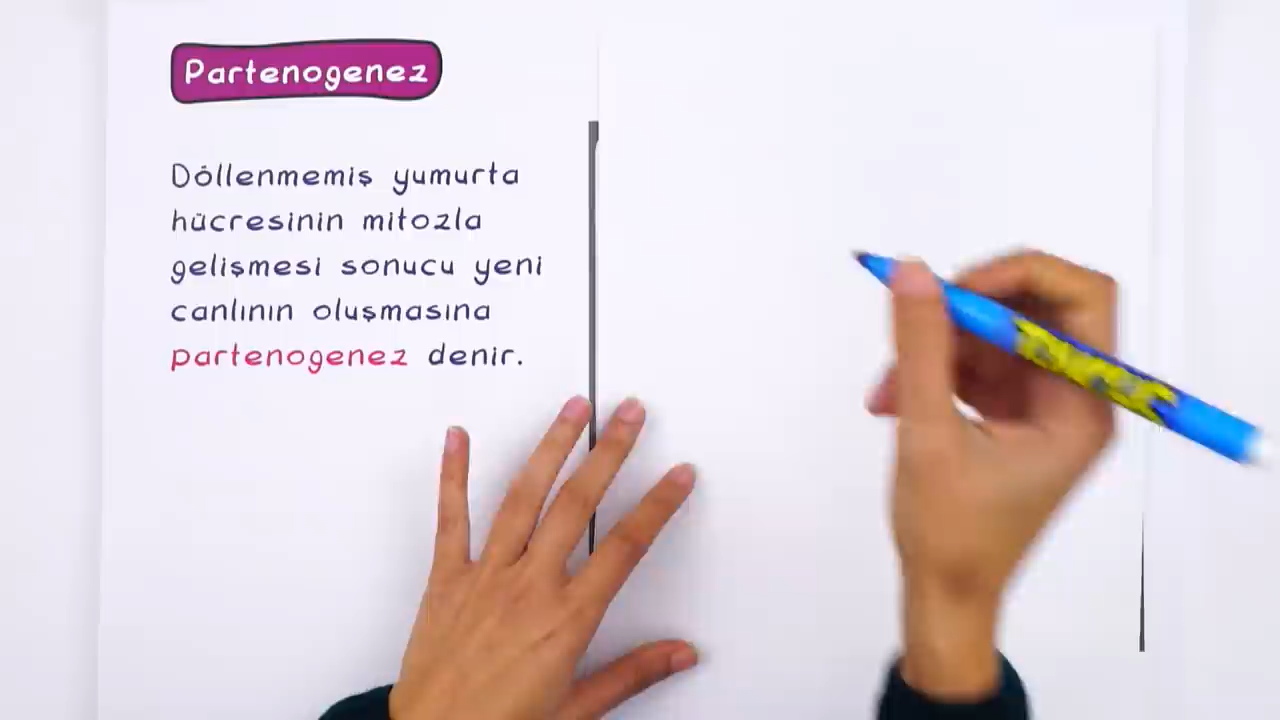 Partenogenez
Döllenmemiş yumurta
hücresinin mitozla
gelişmesi sonucu yeni
canlının oluşmasına
partenogenez denir.